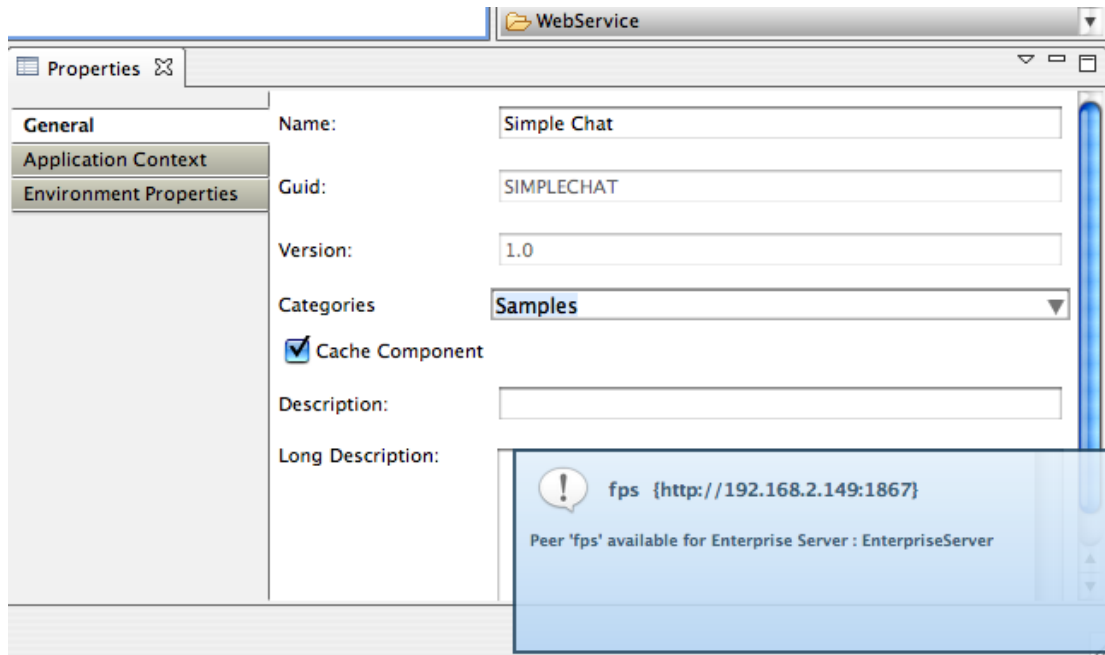 WebService
Properties
General
Application Context
Environment Properties
Name: Simple Chat
Guid: SIMPLECHAT
Version: 1.0
Categories Samples
Cache Component
Description:
Long Description:
fps {http://192.168.2.149:1867}
Peer 'fps' available for Enterprise Server : EnterpriseServer